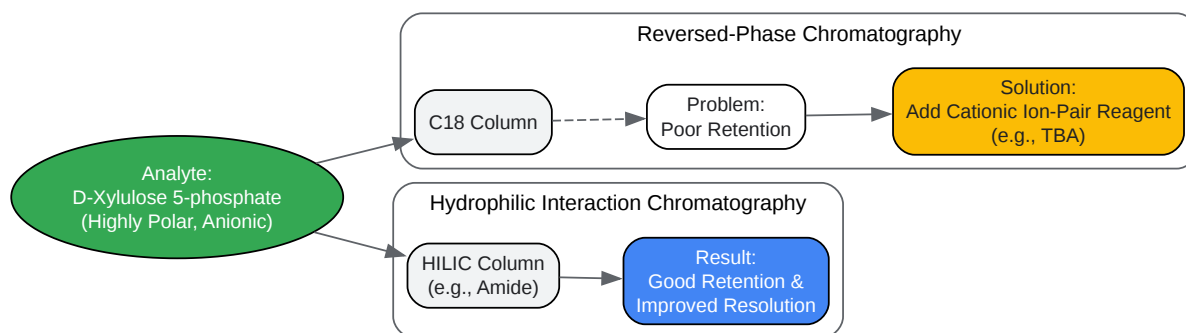 Reversed-Phase Chromatography
C18 Column
Problem:
Poor Retention
Solution:
Add Cationic Ion-Pair Reagent
(e.g., TBA)
Analyte:
D-Xylulose 5-phosphate
(Highly Polar, Anionic)
Hydrophilic Interaction Chromatography
HILIC Column
(e.g., Amide)
Result:
Good Retention &
Improved Resolution